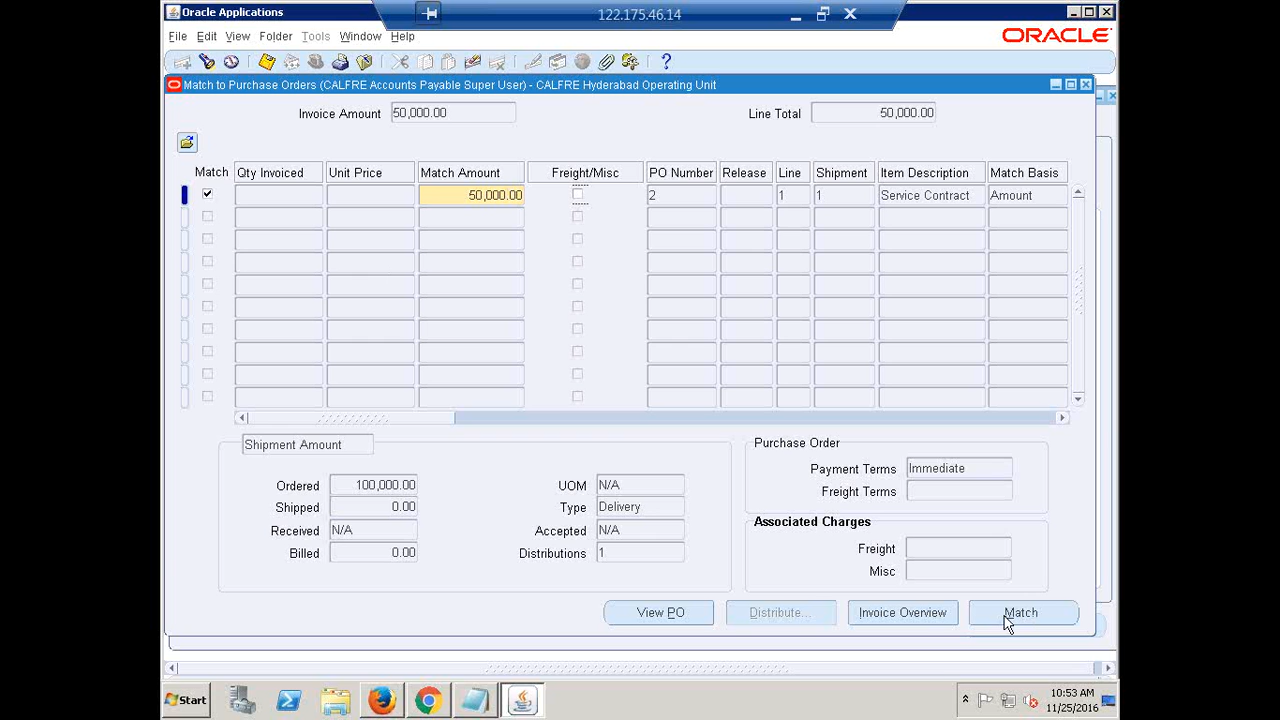 Oracle Applications
122.175.46.14
File Edit View Folder Tools Window Help
ORACLE
Match to Purchase Orders (CALFRE Accounts Payable Super User) - CALFRE Hyderabad Operating Unit
Invoice Amount 50,000.00 Line Total 50,000.00
Match Qty Invoiced Unit Price Match Amount Freight/Misc PO Number Release Line Shipment Item Description Match Basis
50,000.00 2 1 1 Service Contract Amount
Shipment Amount
Ordered 100,000.00 UOM N/A
Shipped 0.00 Type Delivery
Received N/A Accepted N/A
Billed 0.00 Distributions 1
Purchase Order
Payment Terms Immediate
Freight Terms
Associated Charges
Freight
Misc
View PO Distribute... Invoice Overview Match
Start
10:53 AM
11/25/2016